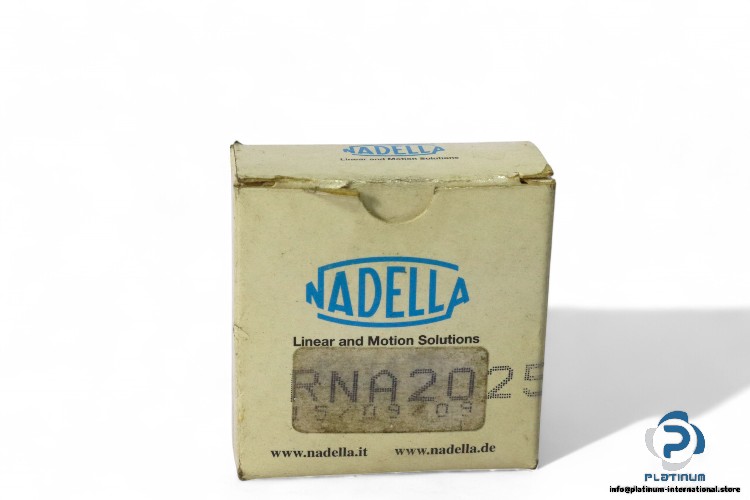 NADELLA
Linear and Motion Solutions
NADELLA
Linear and Motion Solutions
RNA2025
15/09/09
www.nadella.it www.nadella.de
PLATINUM
info@platinum-international.store